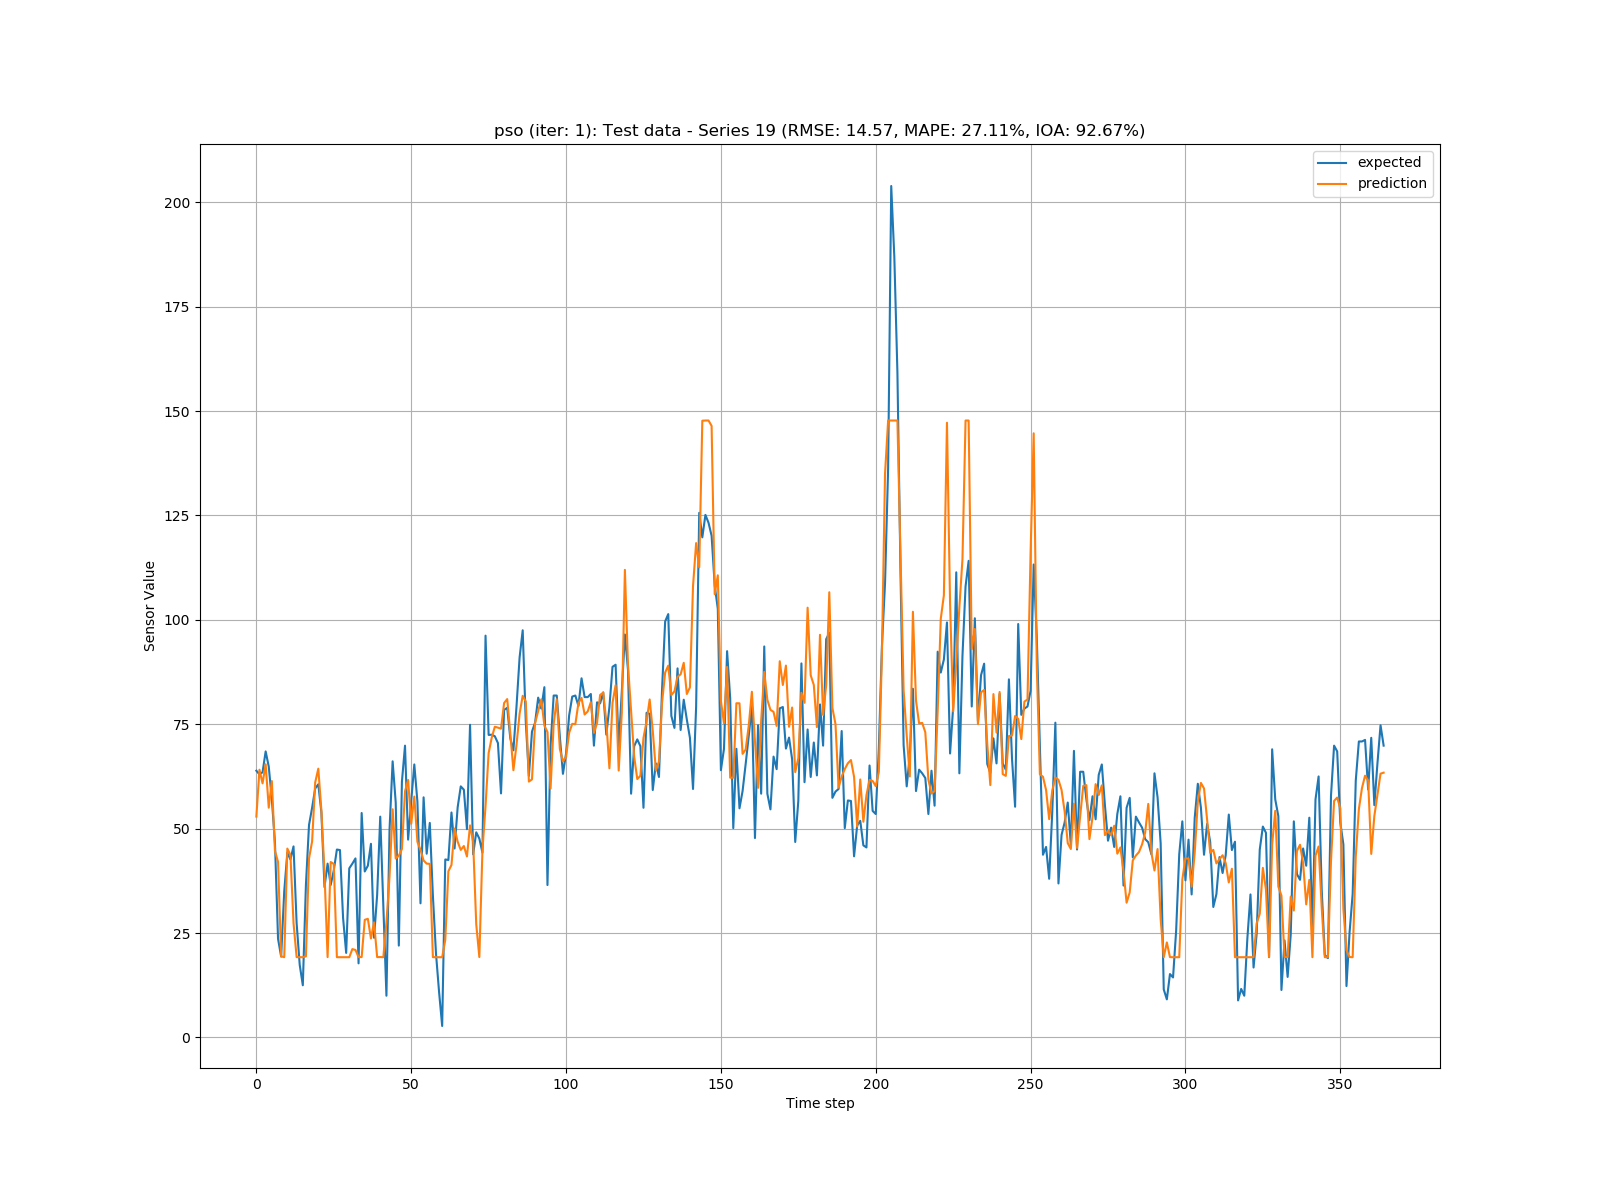 pso (iter: 1): Test data - Series 19 (RMSE: 14.57, MAPE: 27.11%, IOA: 92.67%)
expected
prediction
200
175
150
125
100
75
50
25
0
Sensor Value
0 50 100 150 200 250 300 350
Time step